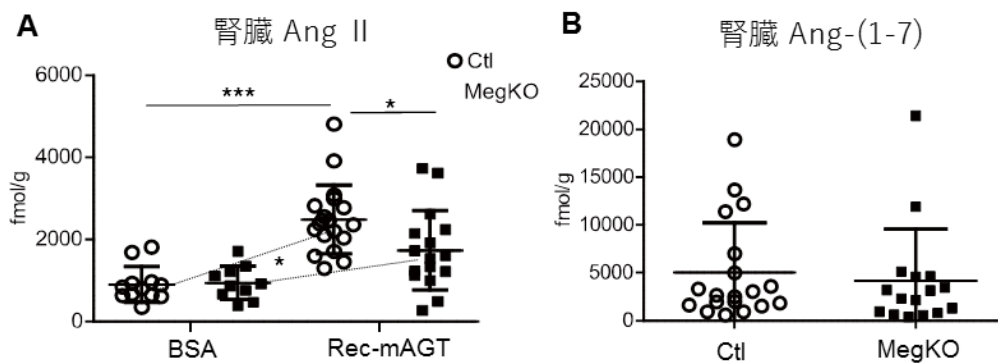 A
腎臓 Ang Ⅱ
Ctl
MegKO
***
*
*
6000
4000
2000
0
fmol/g
BSA Rec-mAGT
B
腎臓 Ang-(1-7)
25000
20000
15000
10000
5000
0
fmol/g
Ctl MegKO